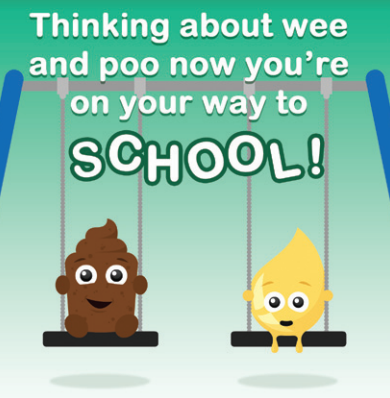 Thinking about wee
and poo now you're
on your way to
SCHOOL!